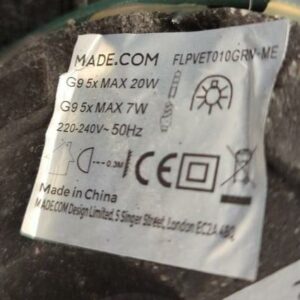 MADE.COM FLPVET010GRN-ME
G9 5x MAX 20W
G9 5x MAX 7W
220-240V~ 50Hz
0.3M
CE
Made in China
MADE.COM Design Limited, 5 Singer Street, London EC2A 4BQ